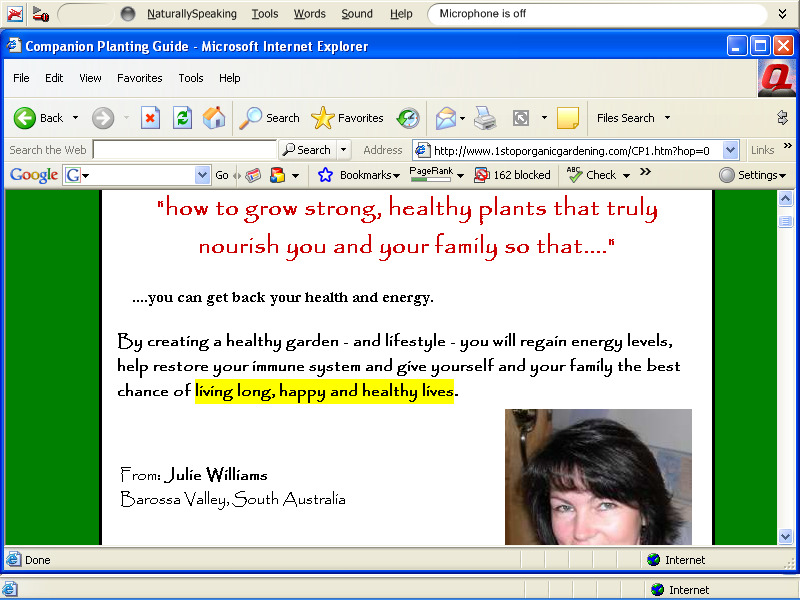 NaturallySpeaking Tools Words Sound Help Microphone is off
Companion Planting Guide - Microsoft Internet Explorer
File Edit View Favorites Tools Help
Back Search Favorites Files Search
Search the Web Search Address http://www.1stoporganicgardening.com/CP1.htm?hop=0 Links
Google G Go Bookmarks PageRank 162 blocked ABC Check Settings
"how to grow strong, healthy plants that truly
nourish you and your family so that...."
....you can get back your health and energy.
By creating a healthy garden - and lifestyle - you will regain energy levels,
help restore your immune system and give yourself and your family the best
chance of living long, happy and healthy lives.
From: Julie Williams
Barossa Valley, South Australia
Done Internet
Internet